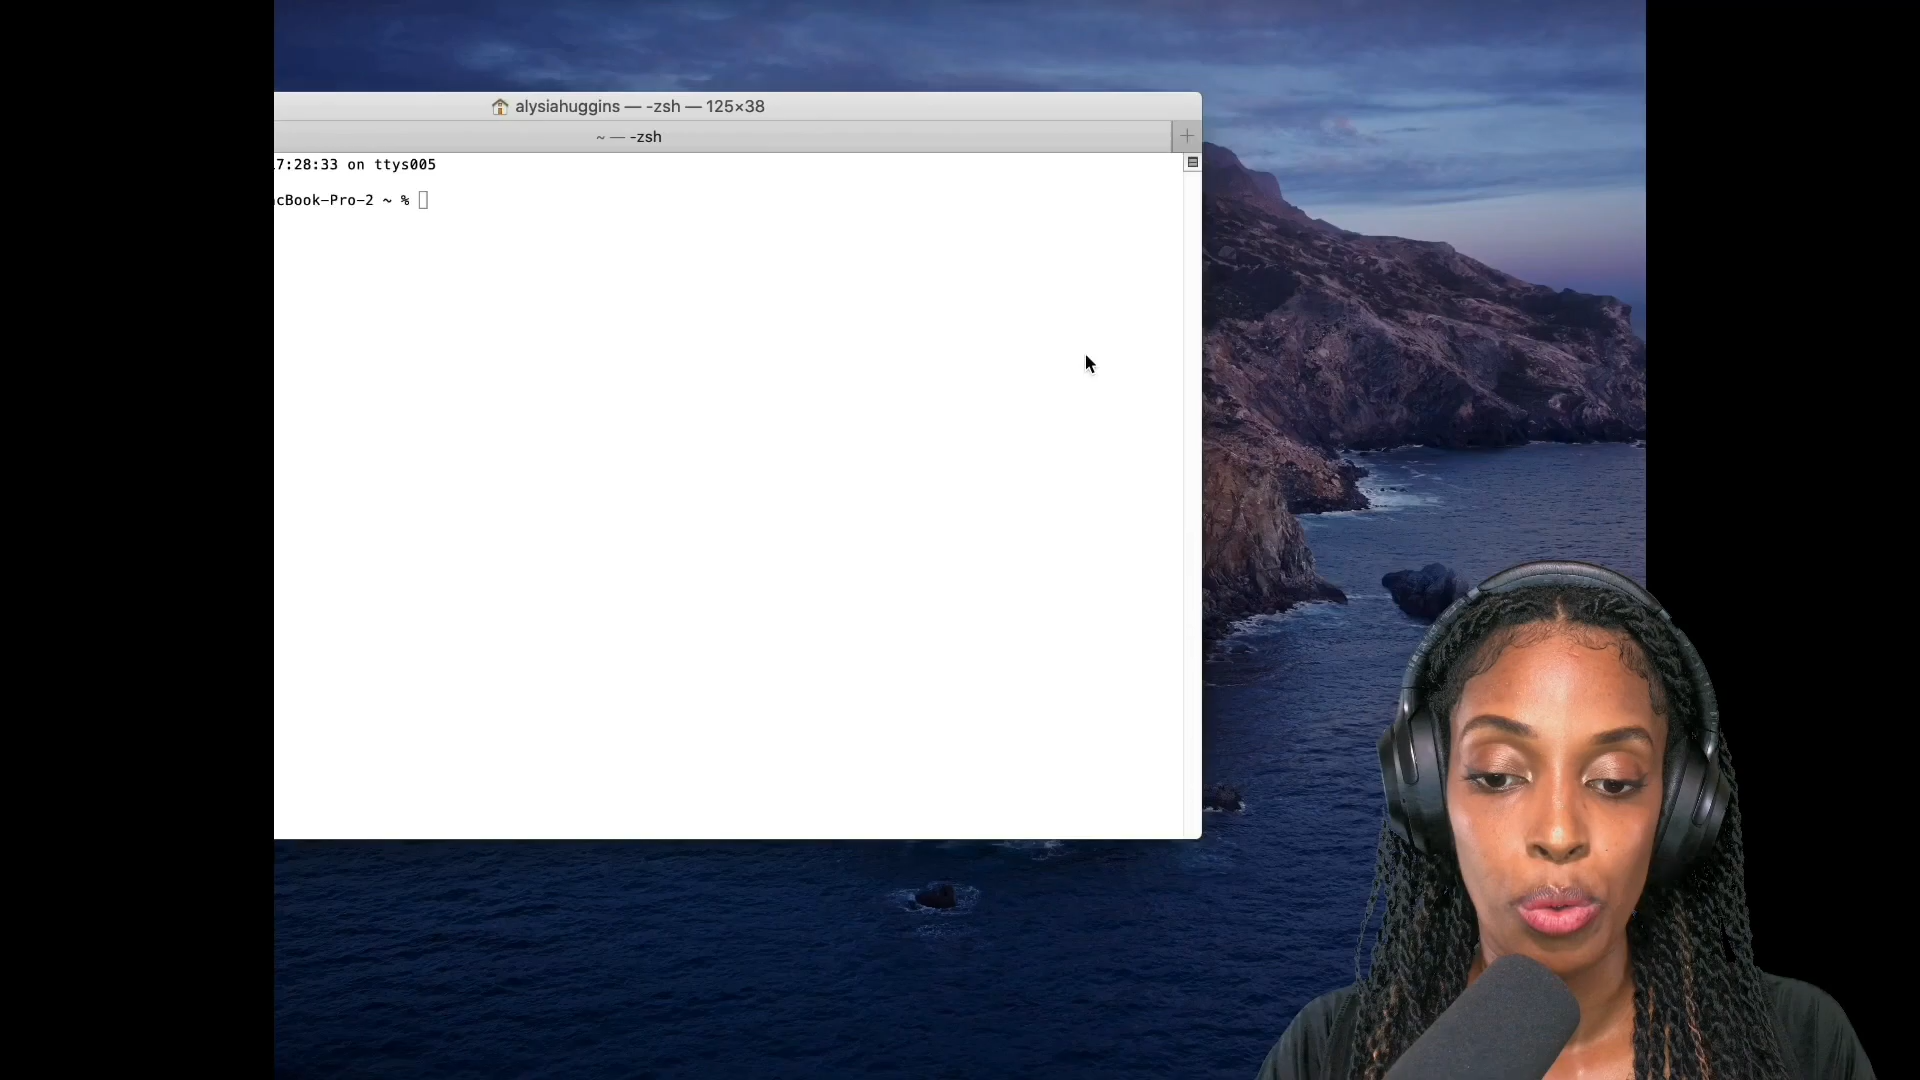 alysiahuggins — -zsh — 125×38
~ — -zsh
7:28:33 on ttys005
cBook-Pro-2 ~ %